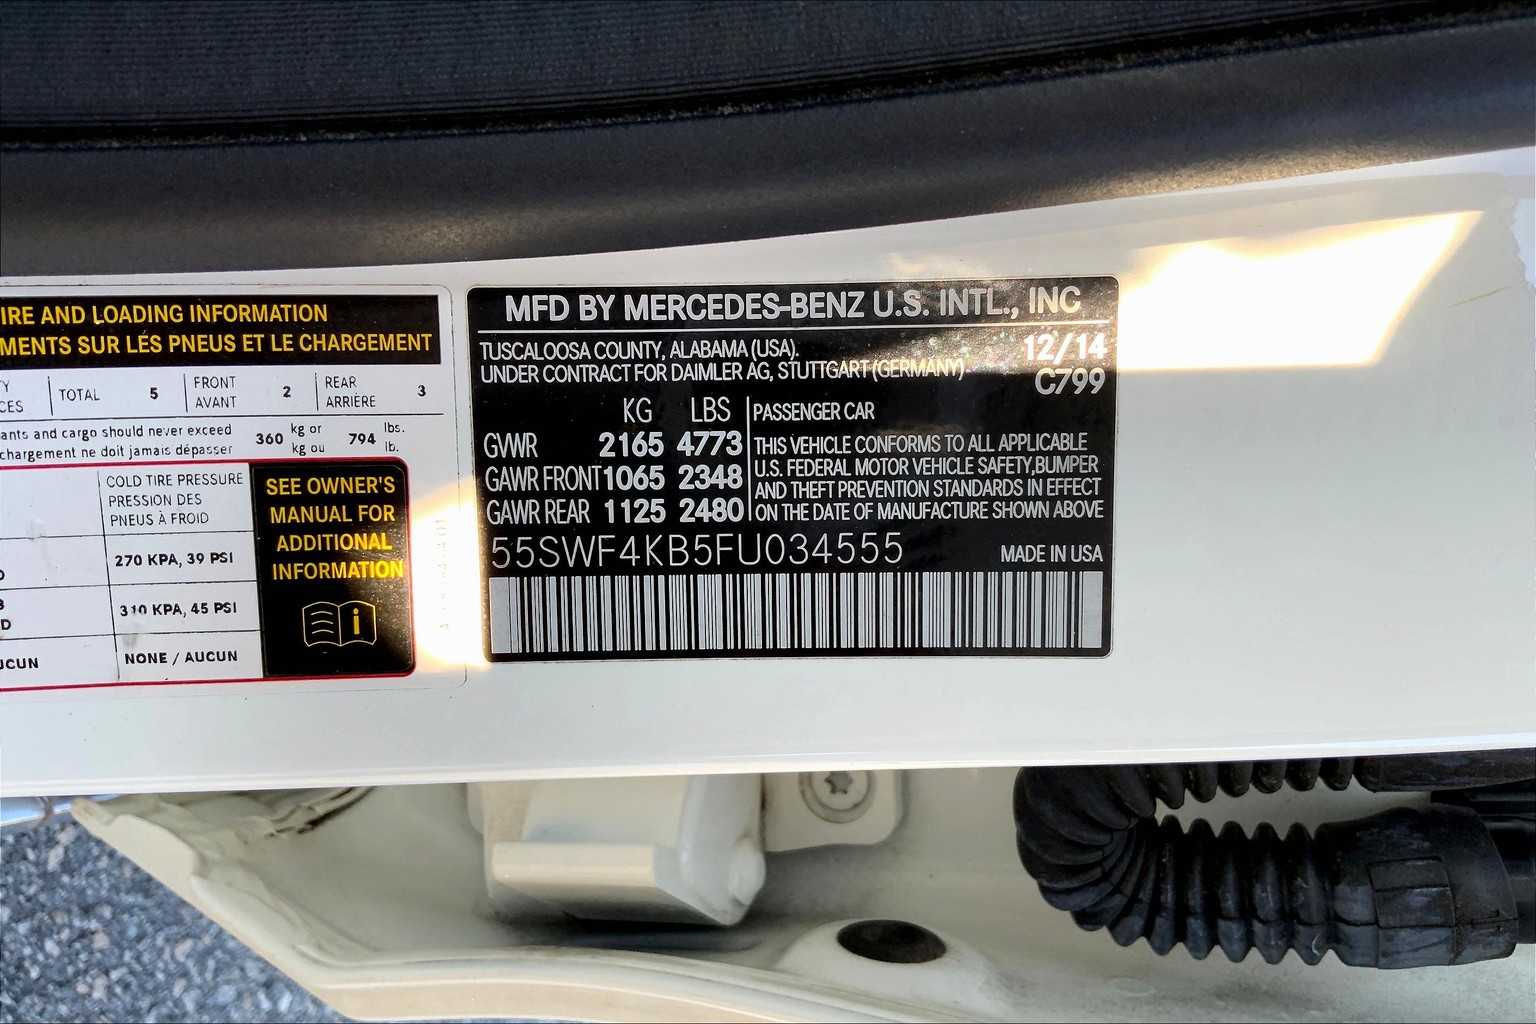 IRE AND LOADING INFORMATION
MENTS SUR LÉS PNEUS ET LE CHARGEMENT
TOTAL 5 FRONT AVANT 2 REAR ARRIÈRE 3
ants and cargo should never exceed
chargement ne doit jamais dépasser
360 kg or kg ou 794 lbs. lb.
COLD TIRE PRESSURE
PRESSION DES
PNEUS À FROID
270 KPA, 39 PSI
310 KPA, 45 PSI
UCUN NONE / AUCUN
SEE OWNER'S
MANUAL FOR
ADDITIONAL
INFORMATION
MFD BY MERCEDES-BENZ U.S. INTL., INC
TUSCALOOSA COUNTY, ALABAMA (USA). 12/14
UNDER CONTRACT FOR DAIMLER AG, STUTTGART (GERMANY) C799
KG LBS
GVWR 2165 4773
GAWR FRONT 1065 2348
GAWR REAR 1125 2480
PASSENGER CAR
THIS VEHICLE CONFORMS TO ALL APPLICABLE
U.S. FEDERAL MOTOR VEHICLE SAFETY,BUMPER
AND THEFT PREVENTION STANDARDS IN EFFECT
ON THE DATE OF MANUFACTURE SHOWN ABOVE
55SWF4KB5FU034555 MADE IN USA